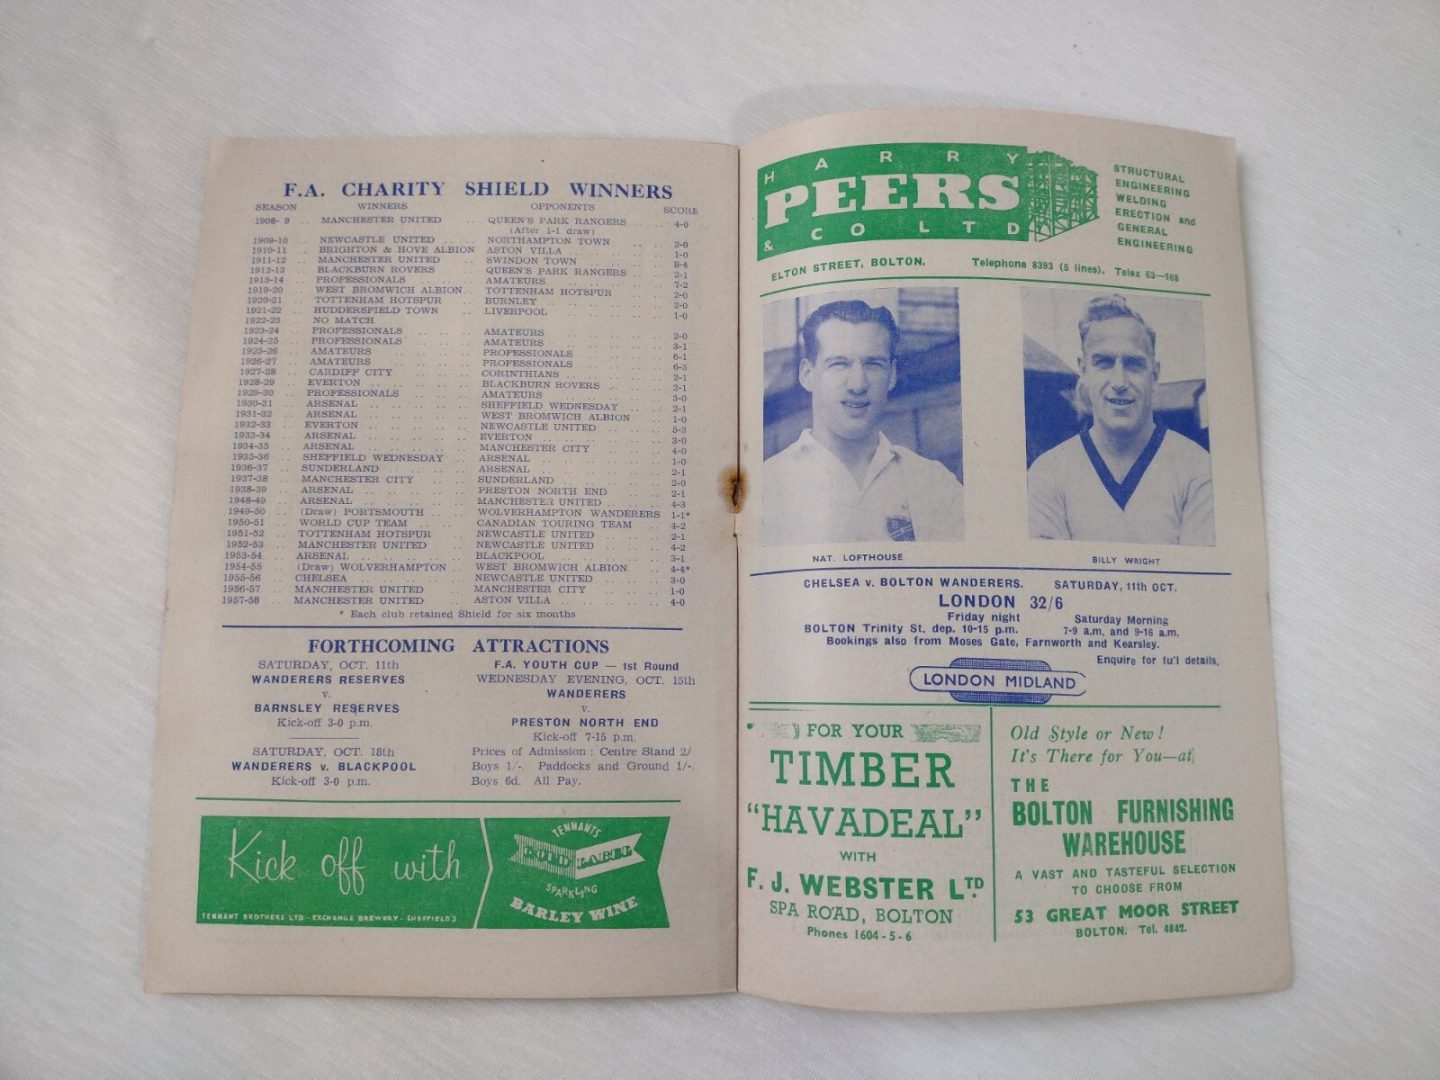 F.A. CHARITY SHIELD WINNERS
SEASON WINNERS OPPONENTS SCORE
1908- 9 .. MANCHESTER UNITED .. QUEEN'S PARK RANGERS .. .. 4-0
(After 1-1 draw)
1909-10 .. NEWCASTLE UNITED .. .. NORTHAMPTON TOWN .. .. 2-0
1910-11 .. BRIGHTON & HOVE ALBION ASTON VILLA .. .. .. 1-0
1911-12 .. MANCHESTER UNITED .. SWINDON TOWN .. .. 8-4
1912-13 .. BLACKBURN ROVERS .. QUEEN'S PARK RANGERS .. .. 2-1
1913-14 .. PROFESSIONALS .. .. AMATEURS .. .. .. 7-2
1919-20 .. WEST BROMWICH ALBION .. TOTTENHAM HOTSPUR .. .. 2-0
1920-21 .. TOTTENHAM HOTSPUR .. BURNLEY .. .. .. 2-0
1921-22 .. HUDDERSFIELD TOWN .. LIVERPOOL .. .. .. 1-0
1922-23 .. NO MATCH
1923-24 .. PROFESSIONALS .. .. AMATEURS .. .. .. 2-0
1924-25 .. PROFESSIONALS .. .. AMATEURS .. .. .. 3-1
1925-26 .. AMATEURS .. .. PROFESSIONALS .. .. 6-1
1926-27 .. AMATEURS .. .. PROFESSIONALS .. .. 6-3
1927-28 .. CARDIFF CITY .. .. CORINTHIANS .. .. .. 2-1
1928-29 .. EVERTON .. .. .. BLACKBURN ROVERS .. .. 2-1
1929-30 .. PROFESSIONALS .. .. AMATEURS .. .. .. 3-0
1930-31 .. ARSENAL .. .. .. SHEFFIELD WEDNESDAY .. .. 2-1
1931-32 .. ARSENAL .. .. .. WEST BROMWICH ALBION .. 1-0
1932-33 .. EVERTON .. .. .. NEWCASTLE UNITED .. .. 5-3
1933-34 .. ARSENAL .. .. .. EVERTON .. .. .. 3-0
1934-35 .. ARSENAL .. .. .. MANCHESTER CITY .. .. 4-0
1935-36 .. SHEFFIELD WEDNESDAY .. ARSENAL .. .. .. 1-0
1936-37 .. SUNDERLAND .. .. ARSENAL .. .. .. 2-1
1937-38 .. MANCHESTER CITY .. SUNDERLAND .. .. .. 2-0
1938-39 .. ARSENAL .. .. .. PRESTON NORTH END .. .. 2-1
1948-49 .. ARSENAL .. .. .. MANCHESTER UNITED .. .. 4-3
1949-50 .. (Draw) PORTSMOUTH .. WOLVERHAMPTON WANDERERS 1-1*
1950-51 .. WORLD CUP TEAM .. CANADIAN TOURING TEAM .. 4-2
1951-52 .. TOTTENHAM HOTSPUR .. NEWCASTLE UNITED .. .. 2-1
1952-53 .. MANCHESTER UNITED .. NEWCASTLE UNITED .. .. 4-2
1953-54 .. ARSENAL .. .. .. BLACKPOOL .. .. .. 3-1
1954-55 .. (Draw) WOLVERHAMPTON .. WEST BROMWICH ALBION .. 4-4*
1955-56 .. CHELSEA .. .. .. NEWCASTLE UNITED .. .. 3-0
1956-57 .. MANCHESTER UNITED .. MANCHESTER CITY .. .. 1-0
1957-58 .. MANCHESTER UNITED .. ASTON VILLA .. .. .. 4-0
* Each club retained Shield for six months
FORTHCOMING ATTRACTIONS
SATURDAY, OCT. 11th
WANDERERS RESERVES
v.
BARNSLEY RESERVES
Kick-off 3-0 p.m.
SATURDAY, OCT. 18th
WANDERERS v. BLACKPOOL
Kick-off 3-0 p.m.
F.A. YOUTH CUP — 1st Round
WEDNESDAY EVENING, OCT. 15th
WANDERERS
v.
PRESTON NORTH END
Kick-off 7-15 p.m.
Prices of Admission : Centre Stand 2/
Boys 1/-. Paddocks and Ground 1/-.
Boys 6d. All Pay.
Kick off with
TENNANTS
GOLD LABEL
SPARKLING
BARLEY WINE
TENNANT BROTHERS LTD - EXCHANGE BREWERY - SHEFFIELD 3
HARRY
PEERS
& CO LTD
STRUCTURAL
ENGINEERING
WELDING
ERECTION and
GENERAL
ENGINEERING
ELTON STREET, BOLTON. Telephone 8393 (5 lines). Telex 63—168
NAT. LOFTHOUSE
BILLY WRIGHT
CHELSEA v. BOLTON WANDERERS. SATURDAY, 11th OCT.
LONDON 32/6
Friday night Saturday Morning
BOLTON Trinity St. dep. 10-15 p.m. 7-9 a.m. and 9-16 a.m.
Bookings also from Moses Gate, Farnworth and Kearsley.
Enquire for ful details.
LONDON MIDLAND
FOR YOUR
TIMBER
"HAVADEAL"
WITH
F. J. WEBSTER LTD.
SPA ROAD, BOLTON
Phones 1604-5-6
Old Style or New!
It's There for You—at
THE
BOLTON FURNISHING
WAREHOUSE
A VAST AND TASTEFUL SELECTION
TO CHOOSE FROM
53 GREAT MOOR STREET
BOLTON. Tel. 4842.